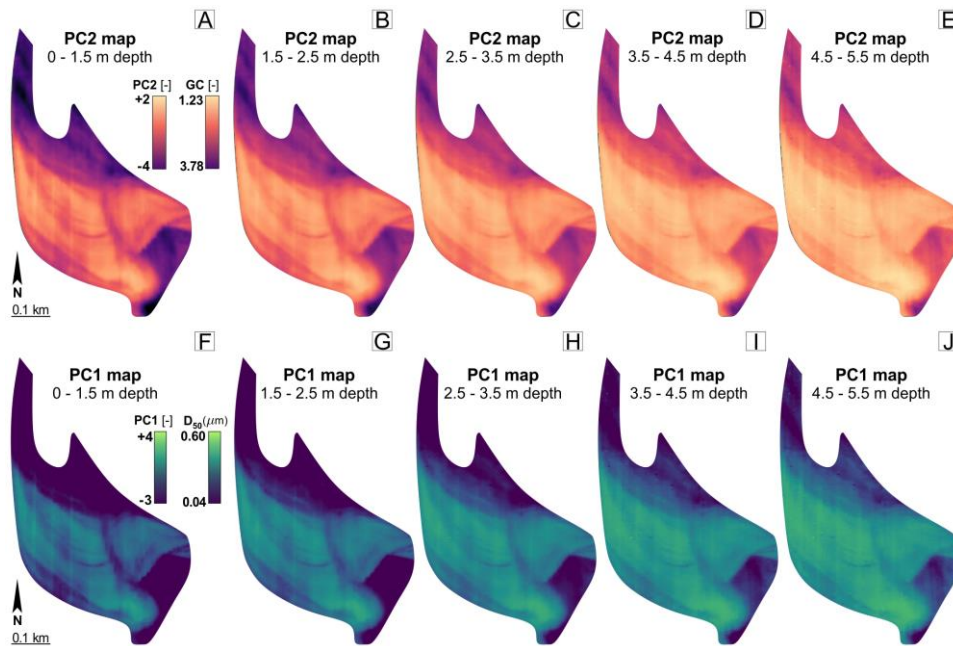 A
PC2 map
0 - 1.5 m depth
PC2 [-] GC [-]
+2 1.23
-4 3.78
N
0.1 km
B
PC2 map
1.5 - 2.5 m depth
C
PC2 map
2.5 - 3.5 m depth
D
PC2 map
3.5 - 4.5 m depth
E
PC2 map
4.5 - 5.5 m depth
F
PC1 map
0 - 1.5 m depth
PC1 [-] D₅₀(μm)
+4 0.60
-3 0.04
N
0.1 km
G
PC1 map
1.5 - 2.5 m depth
H
PC1 map
2.5 - 3.5 m depth
I
PC1 map
3.5 - 4.5 m depth
J
PC1 map
4.5 - 5.5 m depth